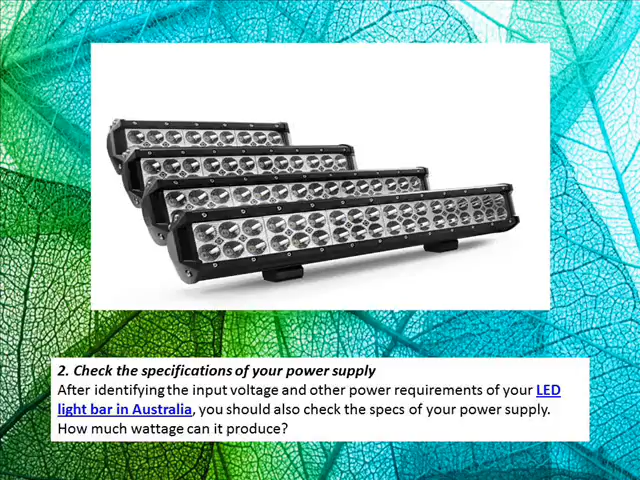 2. Check the specifications of your power supply
After identifying the input voltage and other power requirements of your LED
light bar in Australia, you should also check the specs of your power supply.
How much wattage can it produce?